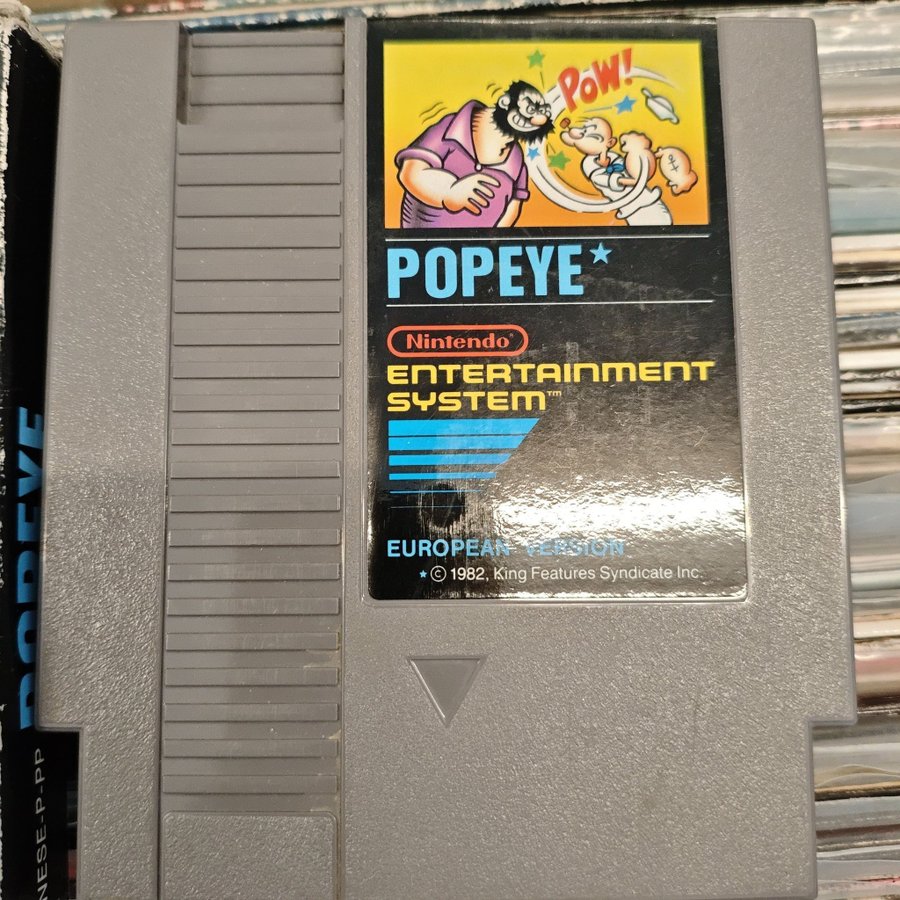 POW!
POPEYE*
Nintendo®
ENTERTAINMENT
SYSTEM™
EUROPEAN VERSION
* © 1982, King Features Syndicate Inc.
POPEYE
NESE-P-PP